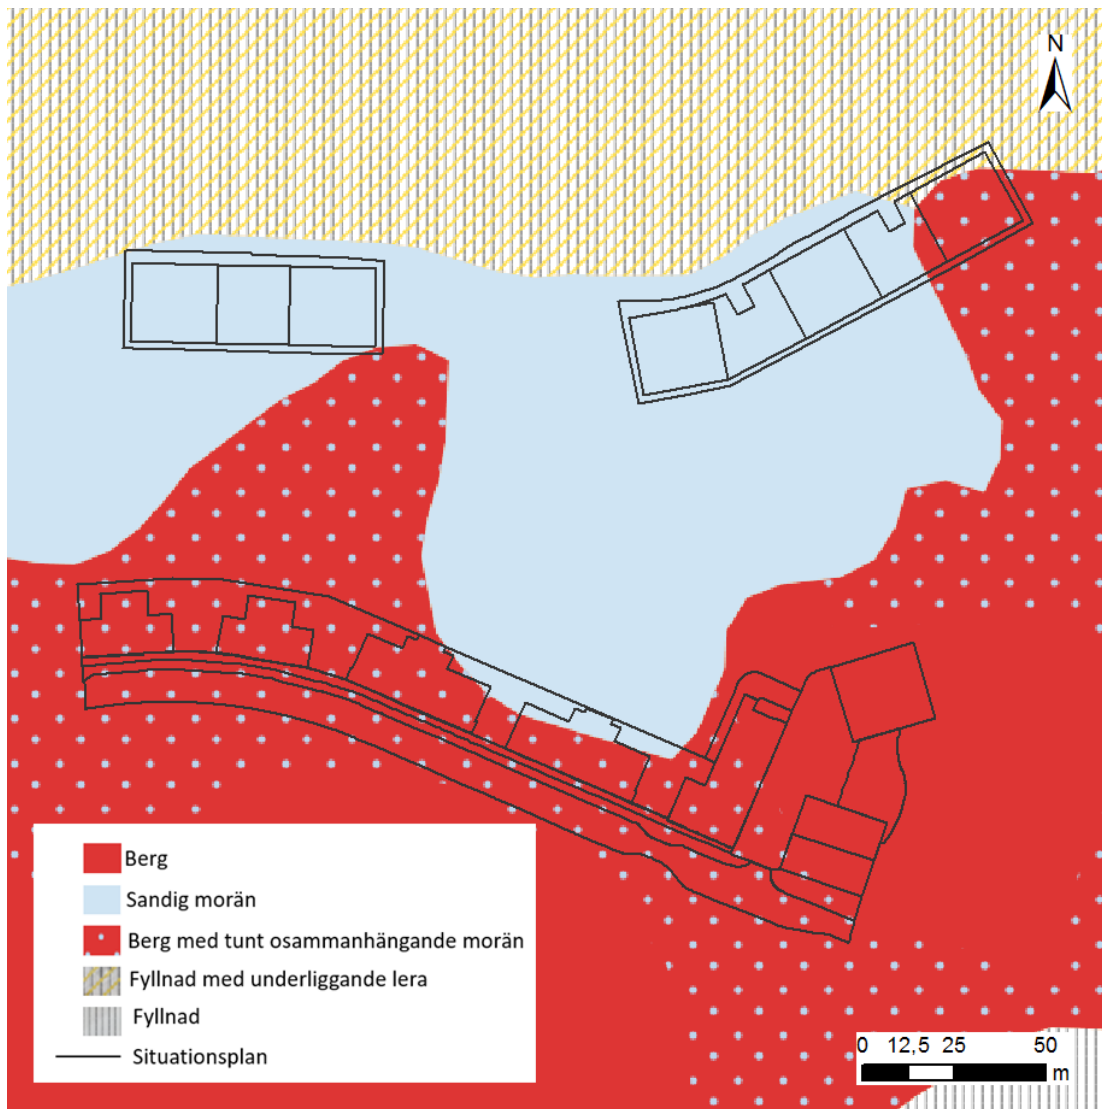 N
Berg
Sandig morän
Berg med tunt osammanhängande morän
Fyllnad med underliggande lera
Fyllnad
Situationsplan
0 12,5 25 50
m